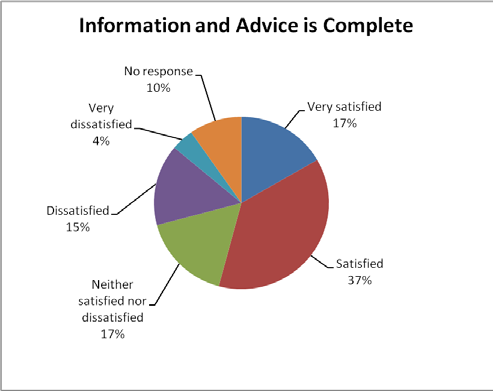 Information and Advice is Complete
No response
10%
Very satisfied
17%
Very
dissatisfied
4%
Dissatisfied
15%
Satisfied
37%
Neither
satisfied nor
dissatisfied
17%